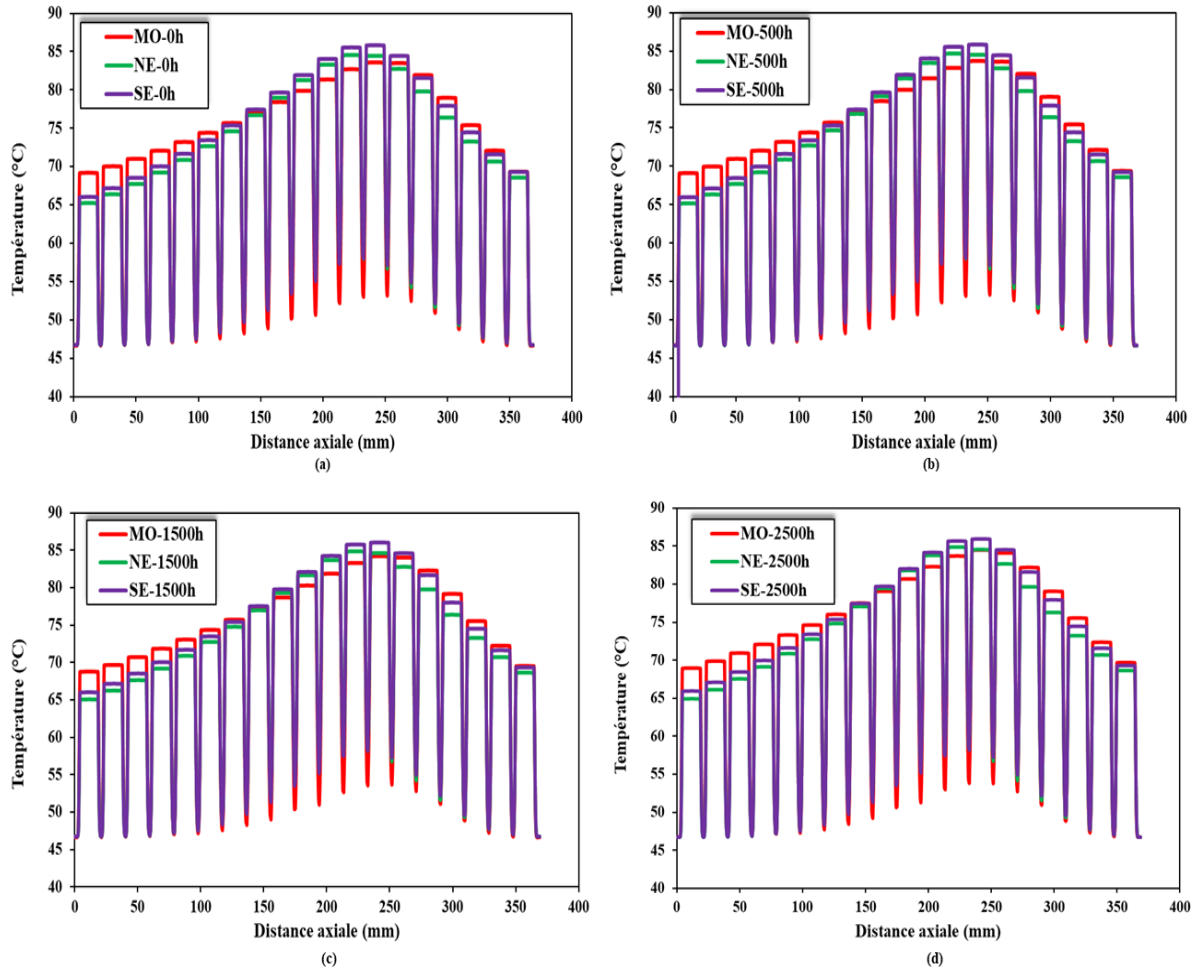 90
85
80
75
70
65
60
55
50
45
40
Température (°C)
MO-0h
NE-0h
SE-0h
0 50 100 150 200 250 300 350 400
Distance axiale (mm)
(a)
90
85
80
75
70
65
60
55
50
45
40
Température (°C)
MO-500h
NE-500h
SE-500h
0 50 100 150 200 250 300 350 400
Distance axiale (mm)
(b)
90
85
80
75
70
65
60
55
50
45
40
Température (°C)
MO-1500h
NE-1500h
SE-1500h
0 50 100 150 200 250 300 350 400
Distance axiale (mm)
(c)
90
85
80
75
70
65
60
55
50
45
40
Température (°C)
MO-2500h
NE-2500h
SE-2500h
0 50 100 150 200 250 300 350 400
Distance axiale (mm)
(d)